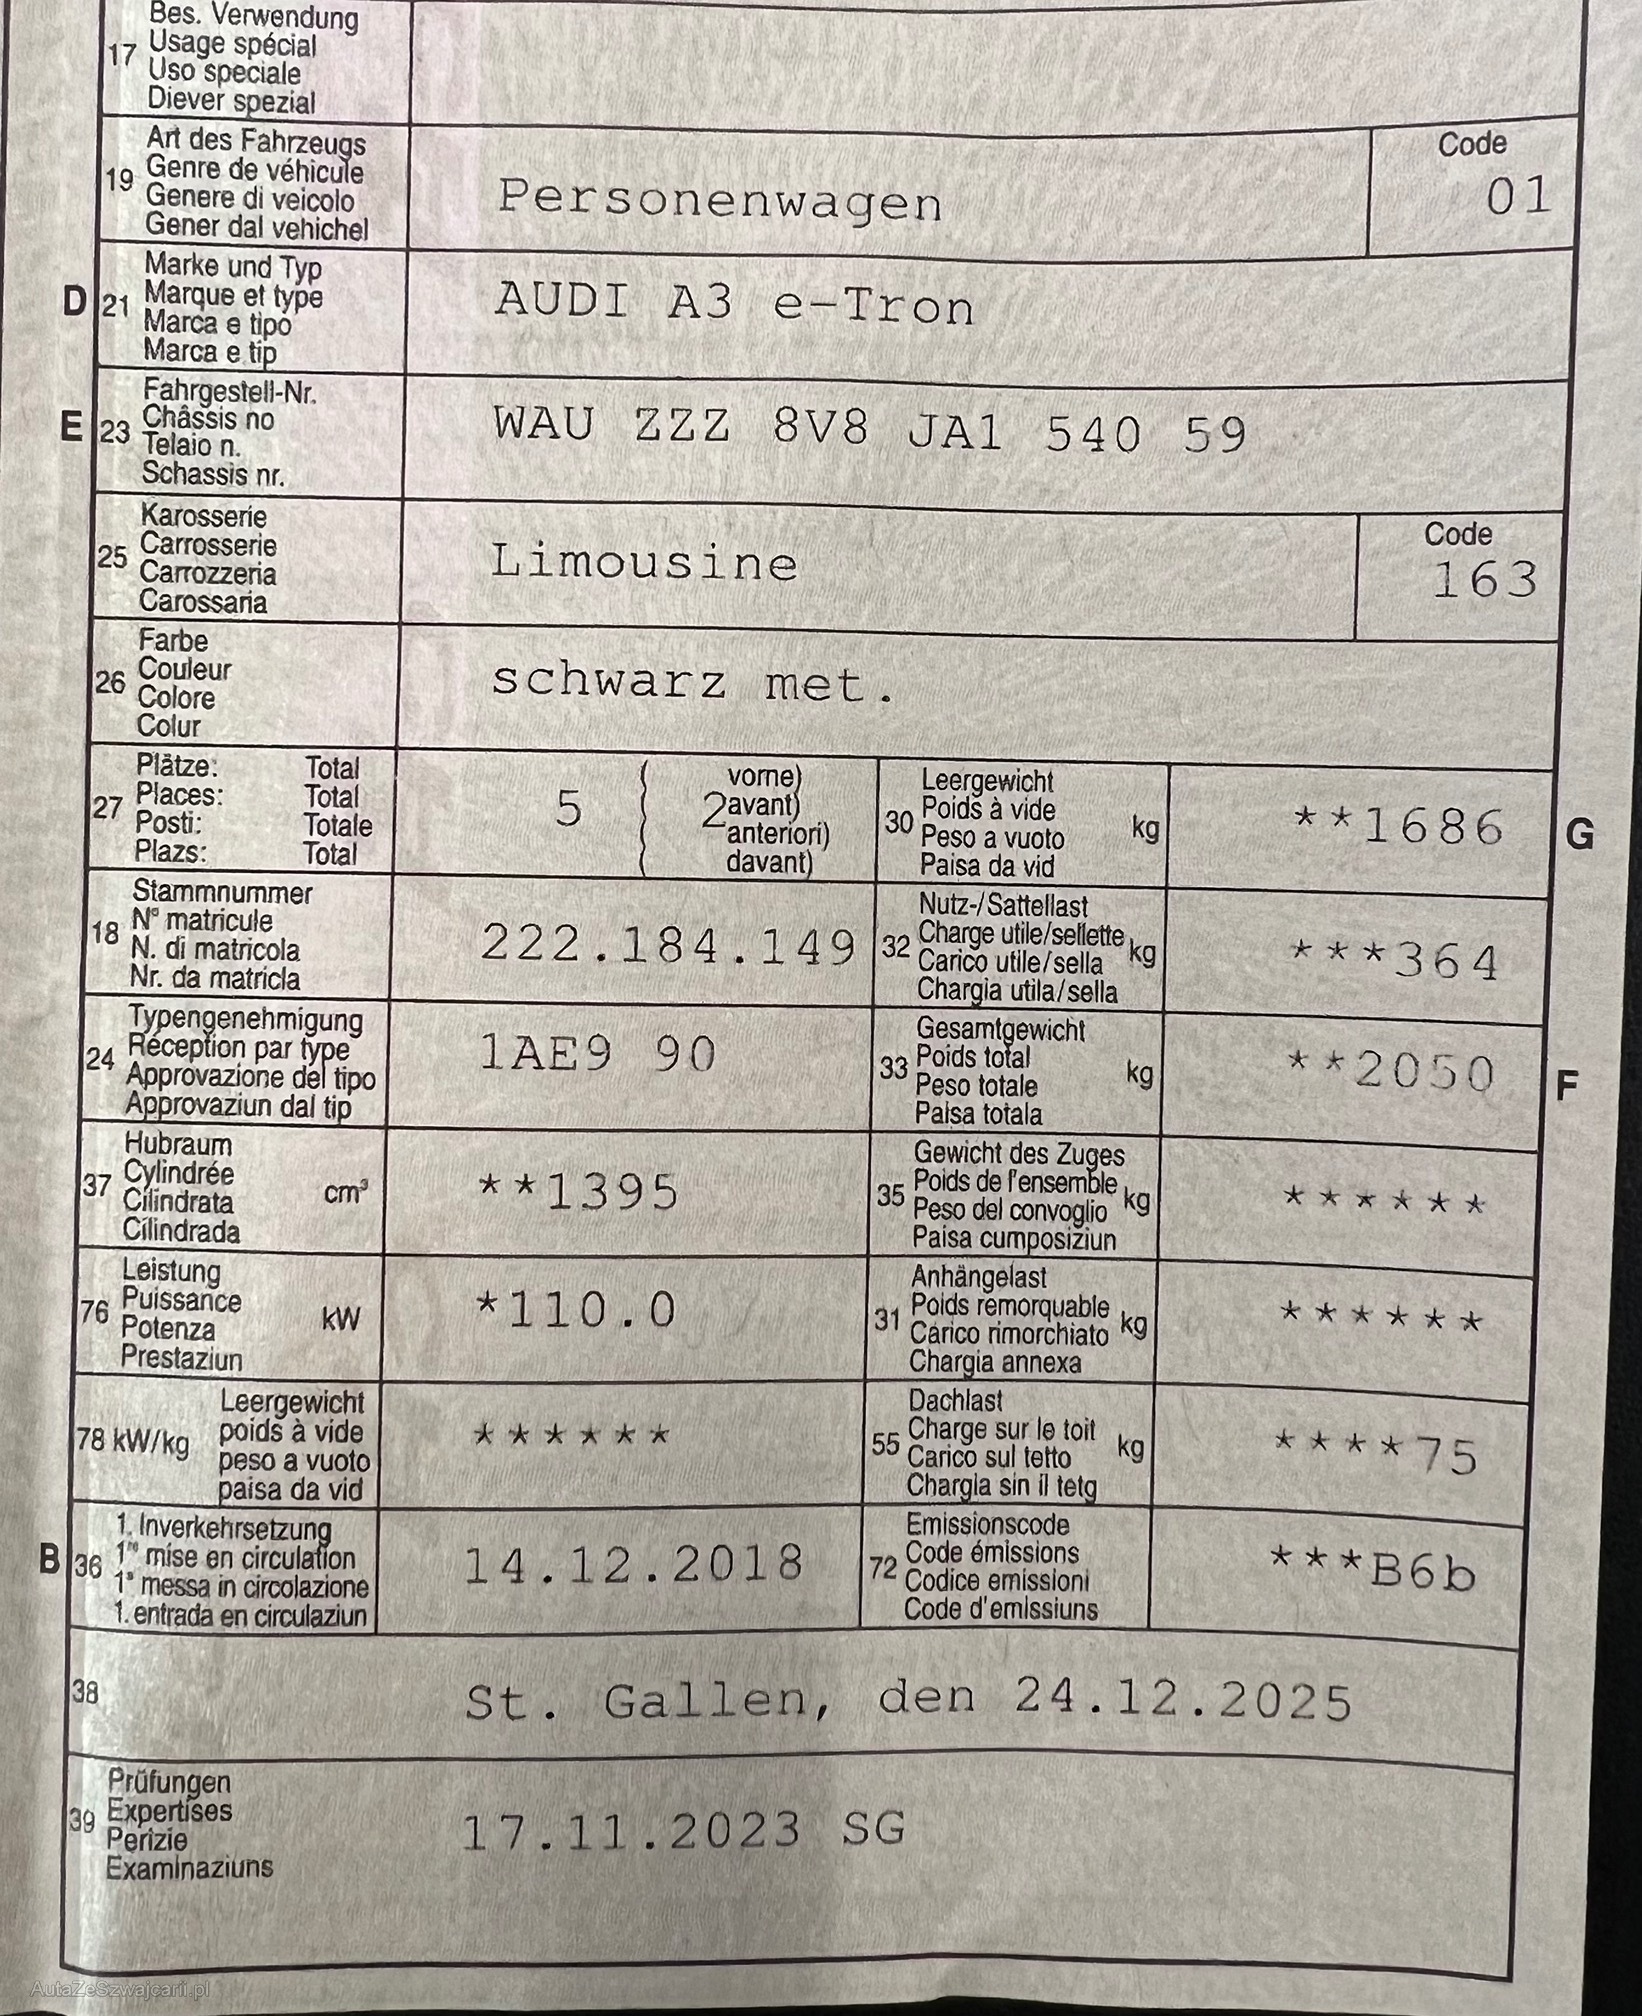 Bes. Verwendung
17 Usage spécial
Uso speciale
Diever spezial
Art des Fahrzeugs
19 Genre de véhicule
Genere di veicolo
Gener dal vehichel
Personenwagen
Code
01
Marke und Typ
D 21 Marque et type
Marca e tipo
Marca e tip
AUDI A3 e-Tron
Fahrgestell-Nr.
E 23 Châssis no
Telaio n.
Schassis nr.
WAU ZZZ 8V8 JA1 540 59
Karosserie
25 Carrosserie
Carrozzeria
Carossaria
Limousine
Code
163
Farbe
26 Couleur
Colore
Colur
schwarz met.
Plätze: Total
27 Places: Total
Posti: Totale
Plazs: Total
5
vorne)
2 avant)
anteriori)
davant)
Leergewicht
30 Poids à vide kg
Peso a vuoto
Paisa da vid
**1686 G
Stammnummer
18 N° matricule
N. di matricola
Nr. da matricla
222.184.149
Nutz-/Sattellast
32 Charge utile/sellette kg
Carico utile/sella
Chargia utila/sella
***364
Typengenehmigung
24 Réception par type
Approvazione del tipo
Approvaziun dal tip
1AE9 90
Gesamtgewicht
33 Poids total kg
Peso totale
Paisa totala
**2050 F
Hubraum
37 Cylindrée cm³
Cilindrata
Cilindrada
**1395
Gewicht des Zuges
35 Poids de l'ensemble kg
Peso del convoglio
Paisa cumposiziun
******
Leistung
76 Puissance kW
Potenza
Prestaziun
*110.0
Anhängelast
31 Poids remorquable kg
Carico rimorchiato
Chargia annexa
******
Leergewicht
78 kW/kg poids à vide
peso a vuoto
paisa da vid
******
Dachlast
55 Charge sur le toit kg
Carico sul tetto
Chargia sin il tetg
****75
1. Inverkehrsetzung
B 36 1re mise en circulation
1a messa in circolazione
1. entrada en circulaziun
14.12.2018
Emissionscode
72 Code émissions
Codice emissioni
Code d'emissiuns
***B6b
38 St. Gallen, den 24.12.2025
Prüfungen
39 Expertises
Perizie
Examinaziuns
17.11.2023 SG
AutaZeSzwajcarii.pl